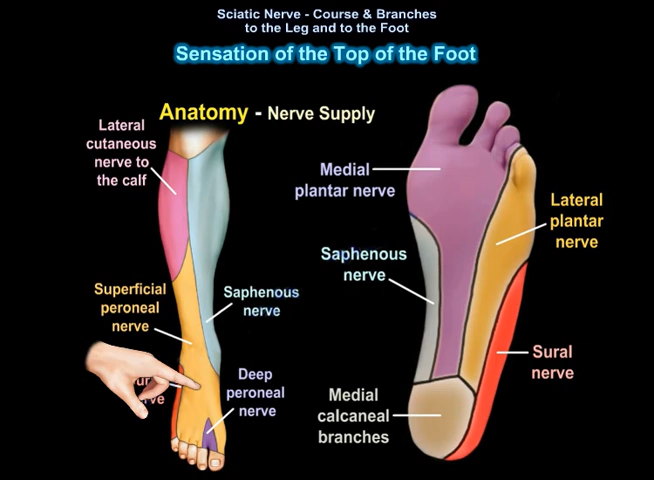 Sciatic Nerve - Course & Branches
to the Leg and to the Foot
Sensation of the Top of the Foot
Anatomy - Nerve Supply
Lateral
cutaneous
nerve to
the calf
Superficial
peroneal
nerve
Saphenous
nerve
Deep
peroneal
nerve
Medial
plantar nerve
Saphenous
nerve
Medial
calcaneal
branches
Lateral
plantar
nerve
Sural
nerve